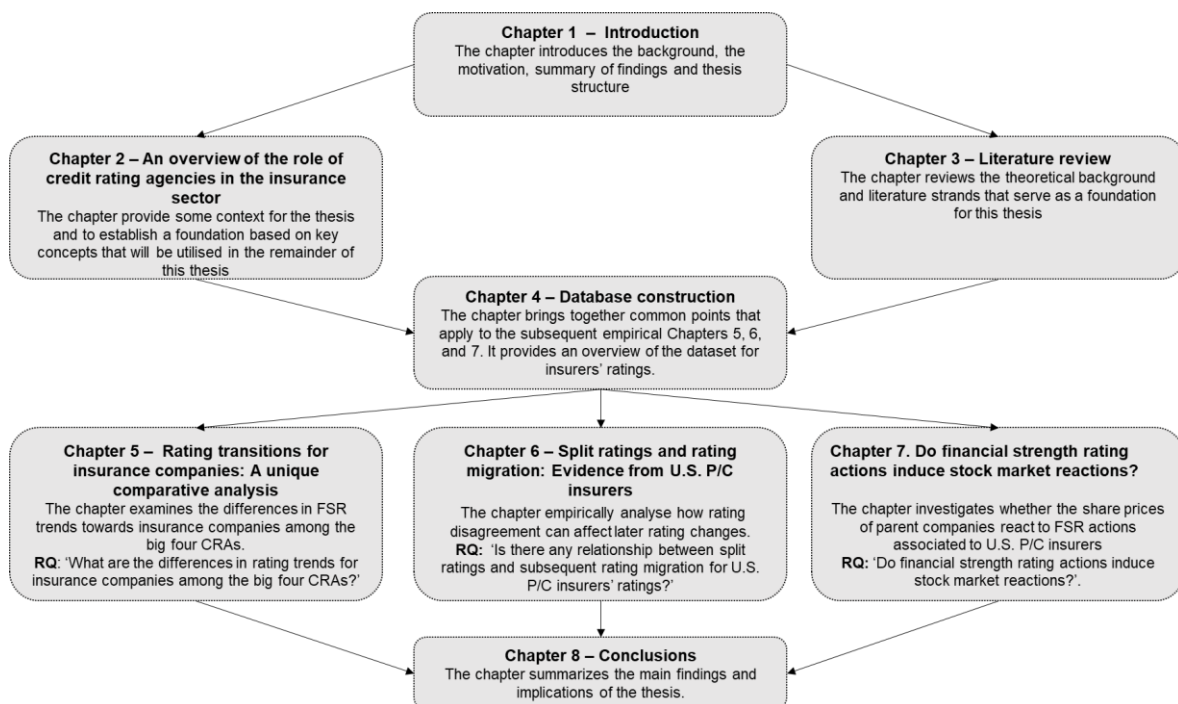 Chapter 1 – Introduction
The chapter introduces the background, the
motivation, summary of findings and thesis
structure
Chapter 2 – An overview of the role of
credit rating agencies in the insurance
sector
The chapter provide some context for the thesis
and to establish a foundation based on key
concepts that will be utilised in the remainder of
this thesis
Chapter 3 – Literature review
The chapter reviews the theoretical background
and literature strands that serve as a foundation
for this thesis
Chapter 4 – Database construction
The chapter brings together common points that
apply to the subsequent empirical Chapters 5, 6,
and 7. It provides an overview of the dataset for
insurers’ ratings.
Chapter 5 – Rating transitions for
insurance companies: A unique
comparative analysis
The chapter examines the differences in FSR
trends towards insurance companies among the
big four CRAs.
RQ: ‘What are the differences in rating trends for
insurance companies among the big four CRAs?’
Chapter 6 – Split ratings and rating
migration: Evidence from U.S. P/C
insurers
The chapter empirically analyse how rating
disagreement can affect later rating changes.
RQ: ‘Is there any relationship between split
ratings and subsequent rating migration for U.S.
P/C insurers’ ratings?’
Chapter 7. Do financial strength rating
actions induce stock market reactions?
The chapter investigates whether the share prices
of parent companies react to FSR actions
associated to U.S. P/C insurers
RQ: ‘Do financial strength rating actions induce
stock market reactions?’.
Chapter 8 – Conclusions
The chapter summarizes the main findings and
implications of the thesis.